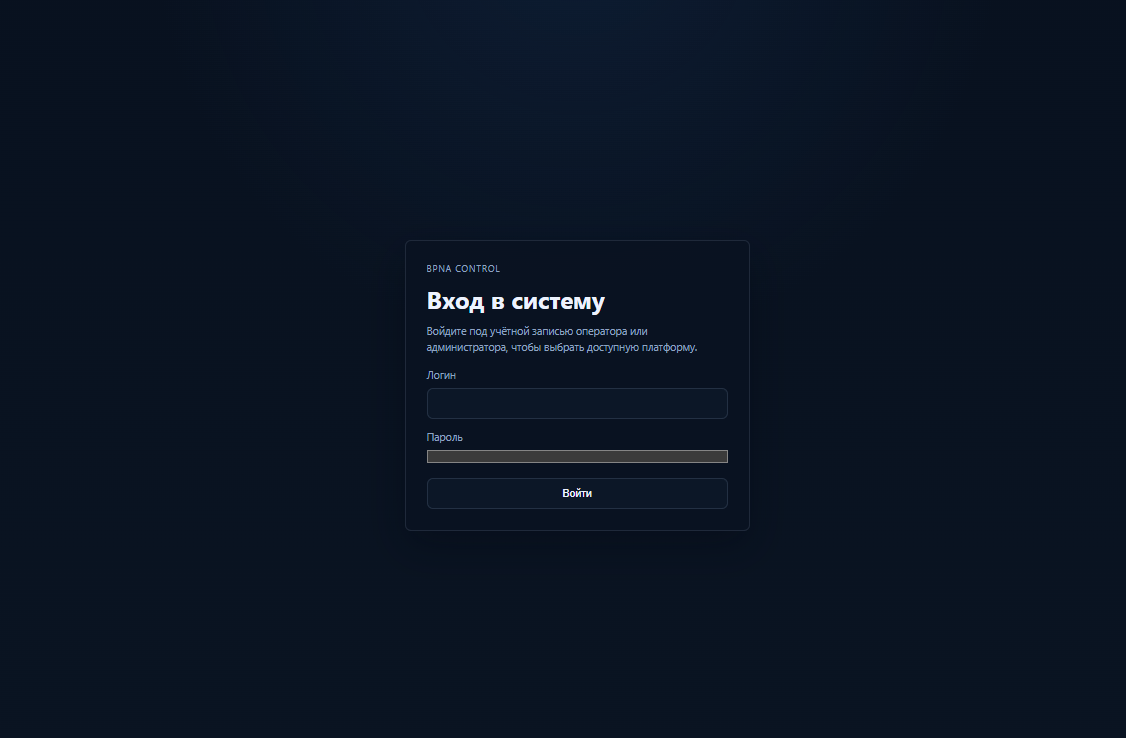 BPNA CONTROL
Вход в систему
Войдите под учётной записью оператора или
администратора, чтобы выбрать доступную платформу.
Логин
Пароль
Войти